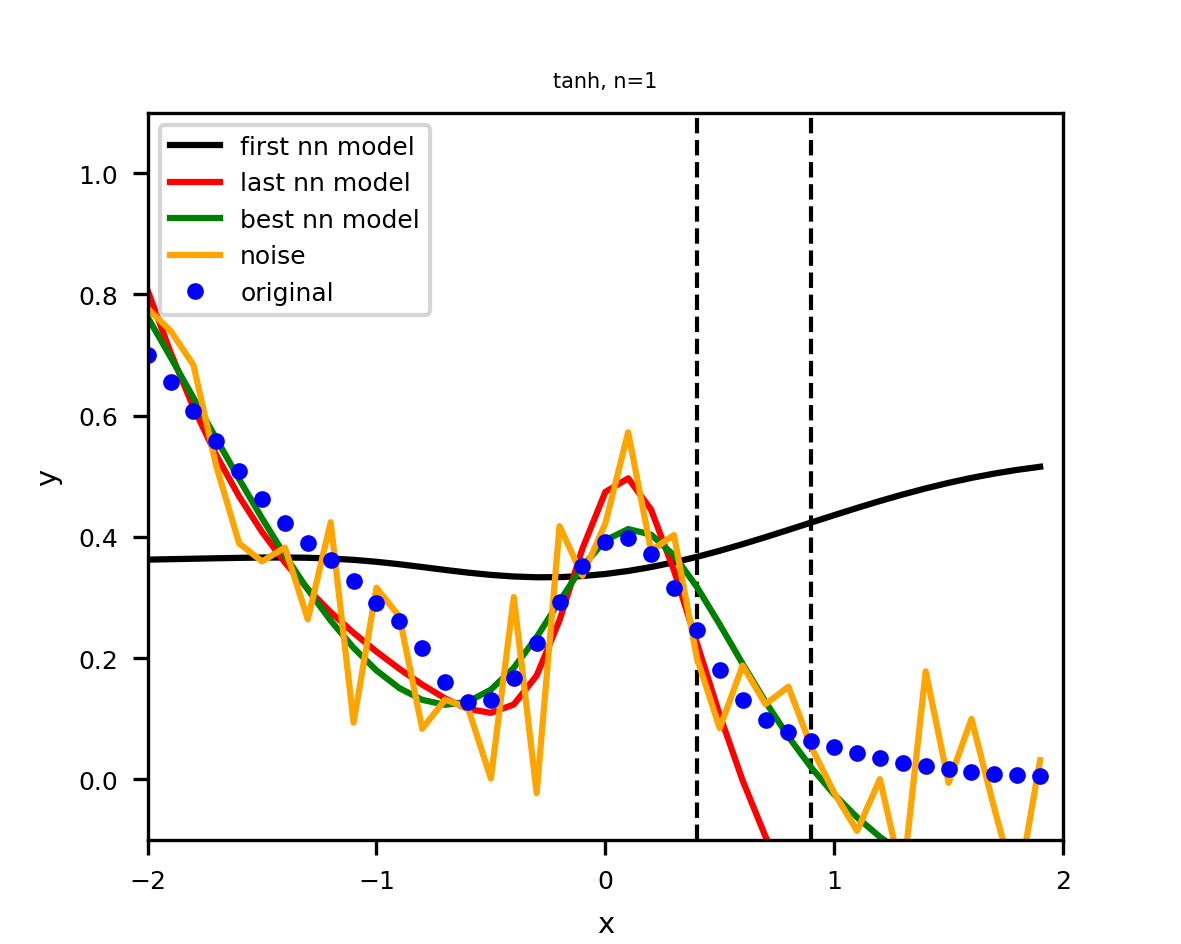 tanh, n=1
first nn model
last nn model
best nn model
noise
original
1.0
0.8
0.6
0.4
0.2
0.0
y
−2
−1
0
1
2
x